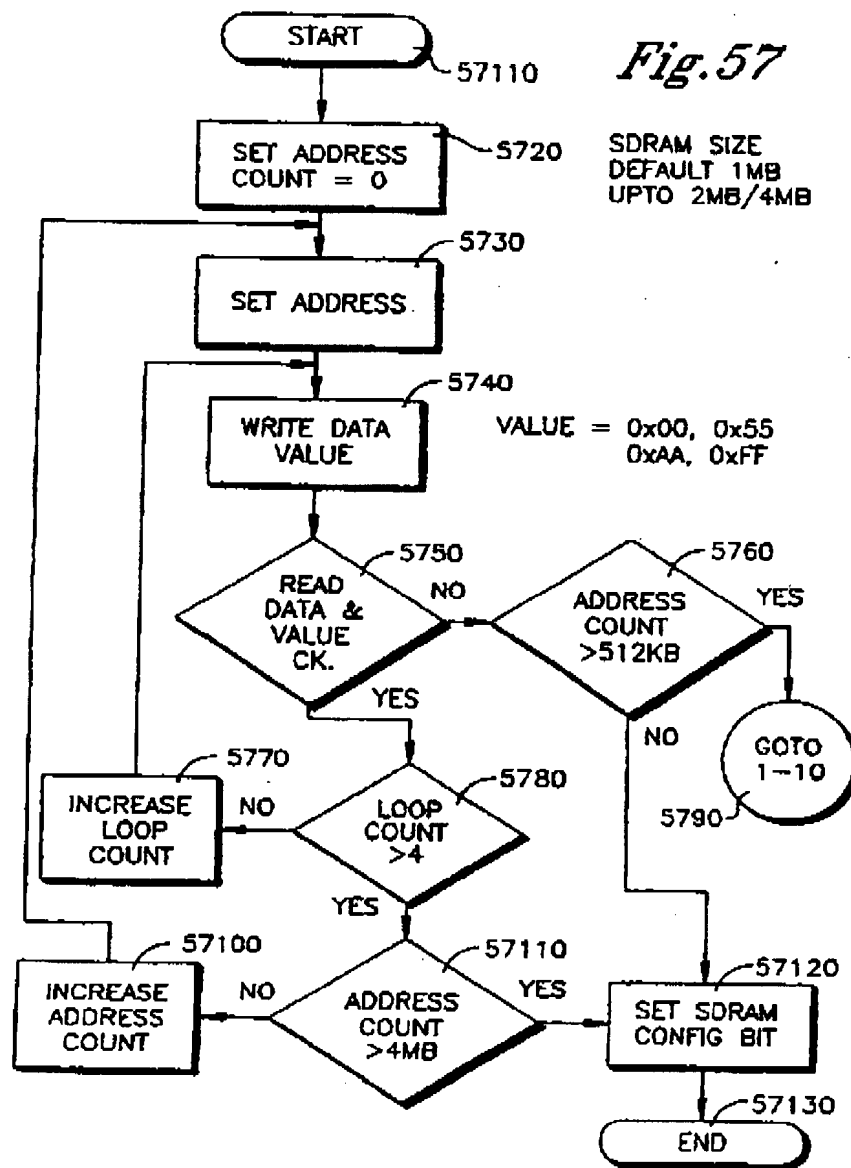 START
57110
Fig.57
SET ADDRESS
COUNT = 0
5720
SDRAM SIZE
DEFAULT 1MB
UPTO 2MB/4MB
5730
SET ADDRESS
5740
WRITE DATA
VALUE
VALUE = 0x00, 0x55
0xAA, 0xFF
5750
READ
DATA &
VALUE
CK.
NO
YES
5760
ADDRESS
COUNT
>512KB
YES
NO
GOTO
1-10
5790
5770
INCREASE
LOOP
COUNT
NO
5780
LOOP
COUNT
>4
YES
57100
INCREASE
ADDRESS
COUNT
NO
57110
ADDRESS
COUNT
>4MB
YES
57120
SET SDRAM
CONFIG BIT
57130
END